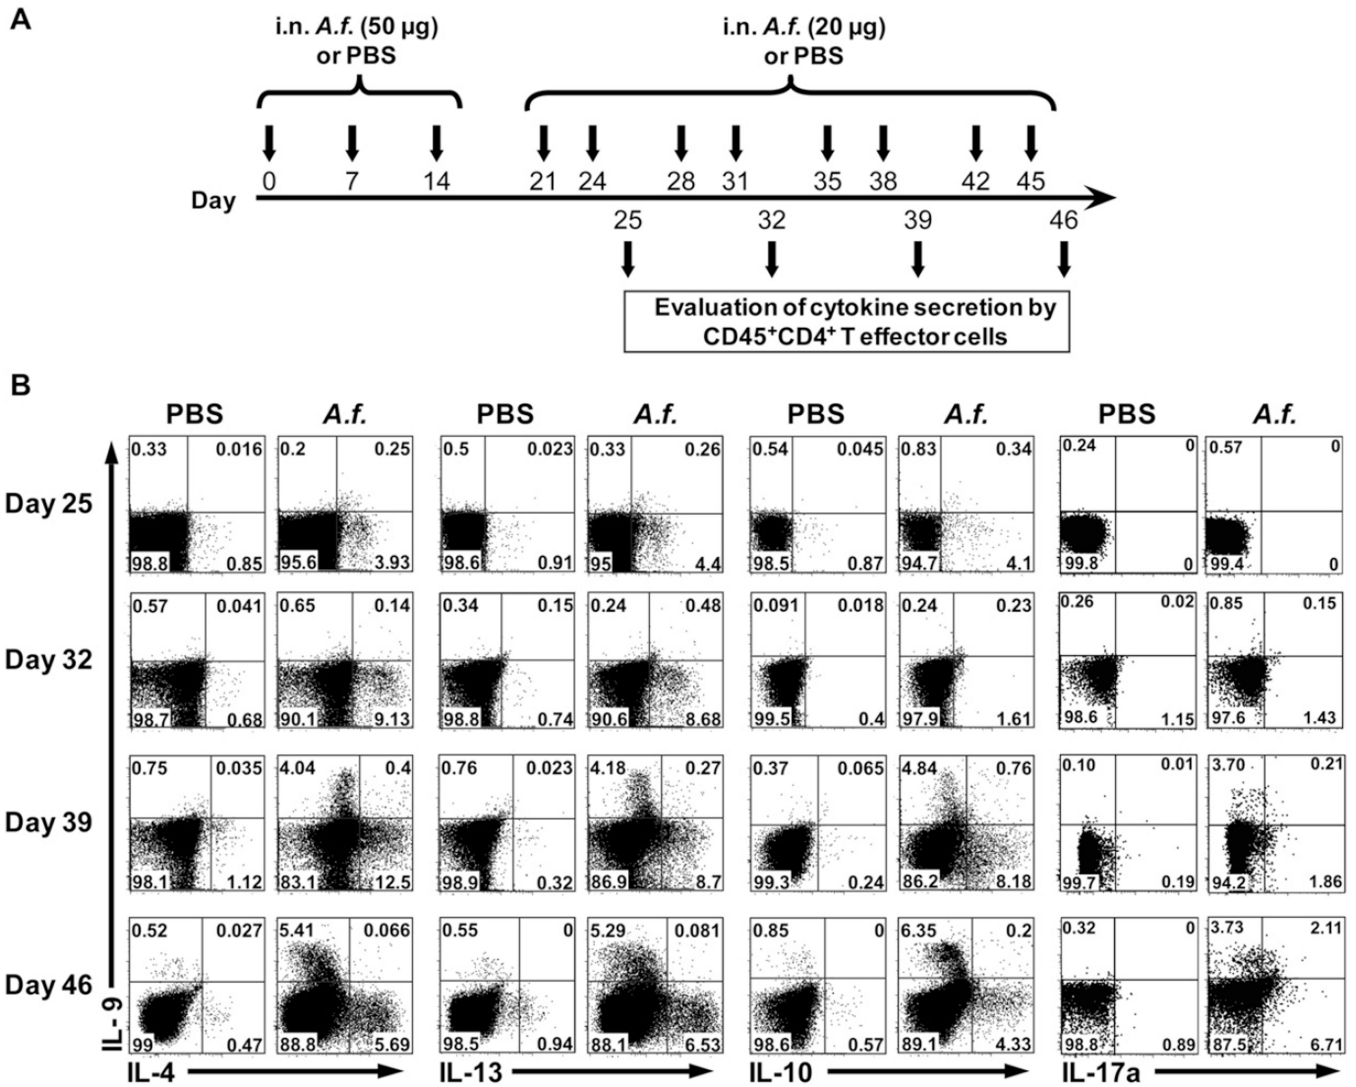 A
i.n. A.f. (50 µg)
or PBS
i.n. A.f. (20 µg)
or PBS
0 7 14 21 24 28 31 35 38 42 45
Day
25 32 39 46
Evaluation of cytokine secretion by
CD45+CD4+ T effector cells
B
PBS A.f. PBS A.f. PBS A.f. PBS A.f.
0.33 0.016 0.2 0.25 0.5 0.023 0.33 0.26 0.54 0.045 0.83 0.34 0.24 0 0.57 0
Day 25
98.8 0.85 95.6 3.93 98.6 0.91 95 4.4 98.5 0.87 94.7 4.1 99.8 0 99.4 0
0.57 0.041 0.65 0.14 0.34 0.15 0.24 0.48 0.091 0.018 0.24 0.23 0.26 0.02 0.85 0.15
Day 32
98.7 0.68 90.1 9.13 98.8 0.74 90.6 8.68 99.5 0.4 97.9 1.61 98.6 1.15 97.6 1.43
0.75 0.035 4.04 0.4 0.76 0.023 4.18 0.27 0.37 0.065 4.84 0.76 0.10 0.01 3.70 0.21
Day 39
98.1 1.12 83.1 12.5 98.9 0.32 86.9 8.7 99.3 0.24 86.2 8.18 99.7 0.19 94.2 1.86
0.52 0.027 5.41 0.066 0.55 0 5.29 0.081 0.85 0 6.35 0.2 0.32 0 3.73 2.11
Day 46
99 0.47 88.8 5.69 98.5 0.94 88.1 6.53 98.6 0.57 89.1 4.33 98.8 0.89 87.5 6.71
IL-9
IL-4 IL-13 IL-10 IL-17a